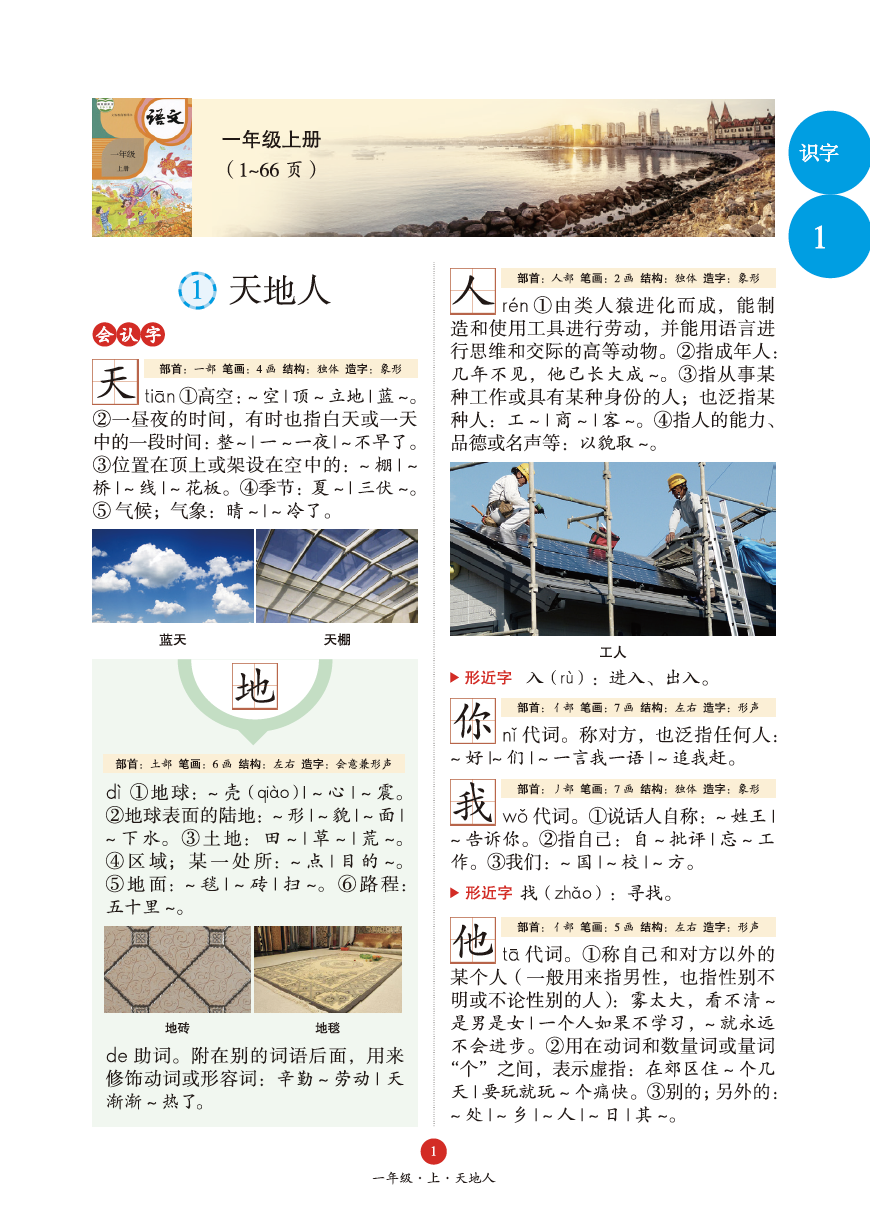 语文
一年级
上册
一年级上册
（1~66 页）
识字
1
1 天地人
会认字
天
部首：一部 笔画：4画 结构：独体 造字：象形
tiān ①高空：~空|顶~立地|蓝~。
②一昼夜的时间，有时也指白天或一天
中的一段时间：整~|一~一夜|~不早了。
③位置在顶上或架设在空中的：~棚|~
桥|~线|~花板。④季节：夏~|三伏~。
⑤气候；气象：晴~|~冷了。
蓝天
天棚
地
部首：土部 笔画：6画 结构：左右 造字：会意兼形声
dì ①地球：~壳（qiào）|~心|~震。
②地球表面的陆地：~形|~貌|~面|
~下水。③土地：田~|草~|荒~。
④区域；某一处所：~点|目的~。
⑤地面：~毯|~砖|扫~。⑥路程：
五十里~。
地砖
地毯
de 助词。附在别的词语后面，用来
修饰动词或形容词：辛勤~劳动|天
渐渐~热了。
人
部首：人部 笔画：2画 结构：独体 造字：象形
rén ①由类人猿进化而成，能制
造和使用工具进行劳动，并能用语言进
行思维和交际的高等动物。②指成年人：
几年不见，他已长大成~。③指从事某
种工作或具有某种身份的人；也泛指某
种人：工~|商~|客~。④指人的能力、
品德或名声等：以貌取~。
工人
形近字 入（rù）：进入、出入。
你
部首：亻部 笔画：7画 结构：左右 造字：形声
nǐ 代词。称对方，也泛指任何人：
~好|~们|~一言我一语|~追我赶。
我
部首：丿部 笔画：7画 结构：独体 造字：象形
wǒ 代词。①说话人自称：~姓王|
~告诉你。②指自己：自~批评|忘~工
作。③我们：~国|~校|~方。
形近字 找（zhǎo）：寻找。
他
部首：亻部 笔画：5画 结构：左右 造字：形声
tā 代词。①称自己和对方以外的
某个人（一般用来指男性，也指性别不
明或不论性别的人）：雾太大，看不清~
是男是女|一个人如果不学习，~就永远
不会进步。②用在动词和数量词或量词
“个”之间，表示虚指：在郊区住~个几
天|要玩就玩~个痛快。③别的；另外的：
~处|~乡|~人|~日|其~。
1
一年级·上·天地人